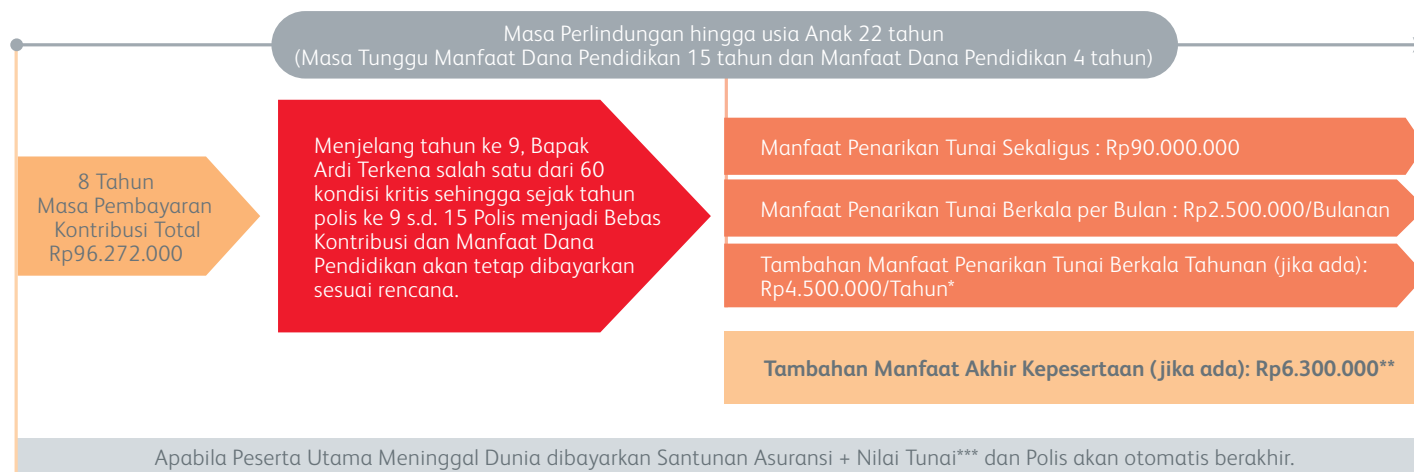 Masa Perlindungan hingga usia Anak 22 tahun
(Masa Tunggu Manfaat Dana Pendidikan 15 tahun dan Manfaat Dana Pendidikan 4 tahun)
8 Tahun
Masa Pembayaran
Kontribusi Total
Rp96.272.000
Menjelang tahun ke 9, Bapak
Ardi Terkena salah satu dari 60
kondisi kritis sehingga sejak tahun
polis ke 9 s.d. 15 Polis menjadi Bebas
Kontribusi dan Manfaat Dana
Pendidikan akan tetap dibayarkan
sesuai rencana.
Manfaat Penarikan Tunai Sekaligus : Rp90.000.000
Manfaat Penarikan Tunai Berkala per Bulan : Rp2.500.000/Bulanan
Tambahan Manfaat Penarikan Tunai Berkala Tahunan (jika ada):
Rp4.500.000/Tahun*
Tambahan Manfaat Akhir Kepesertaan (jika ada): Rp6.300.000**
Apabila Peserta Utama Meninggal Dunia dibayarkan Santunan Asuransi + Nilai Tunai*** dan Polis akan otomatis berakhir.